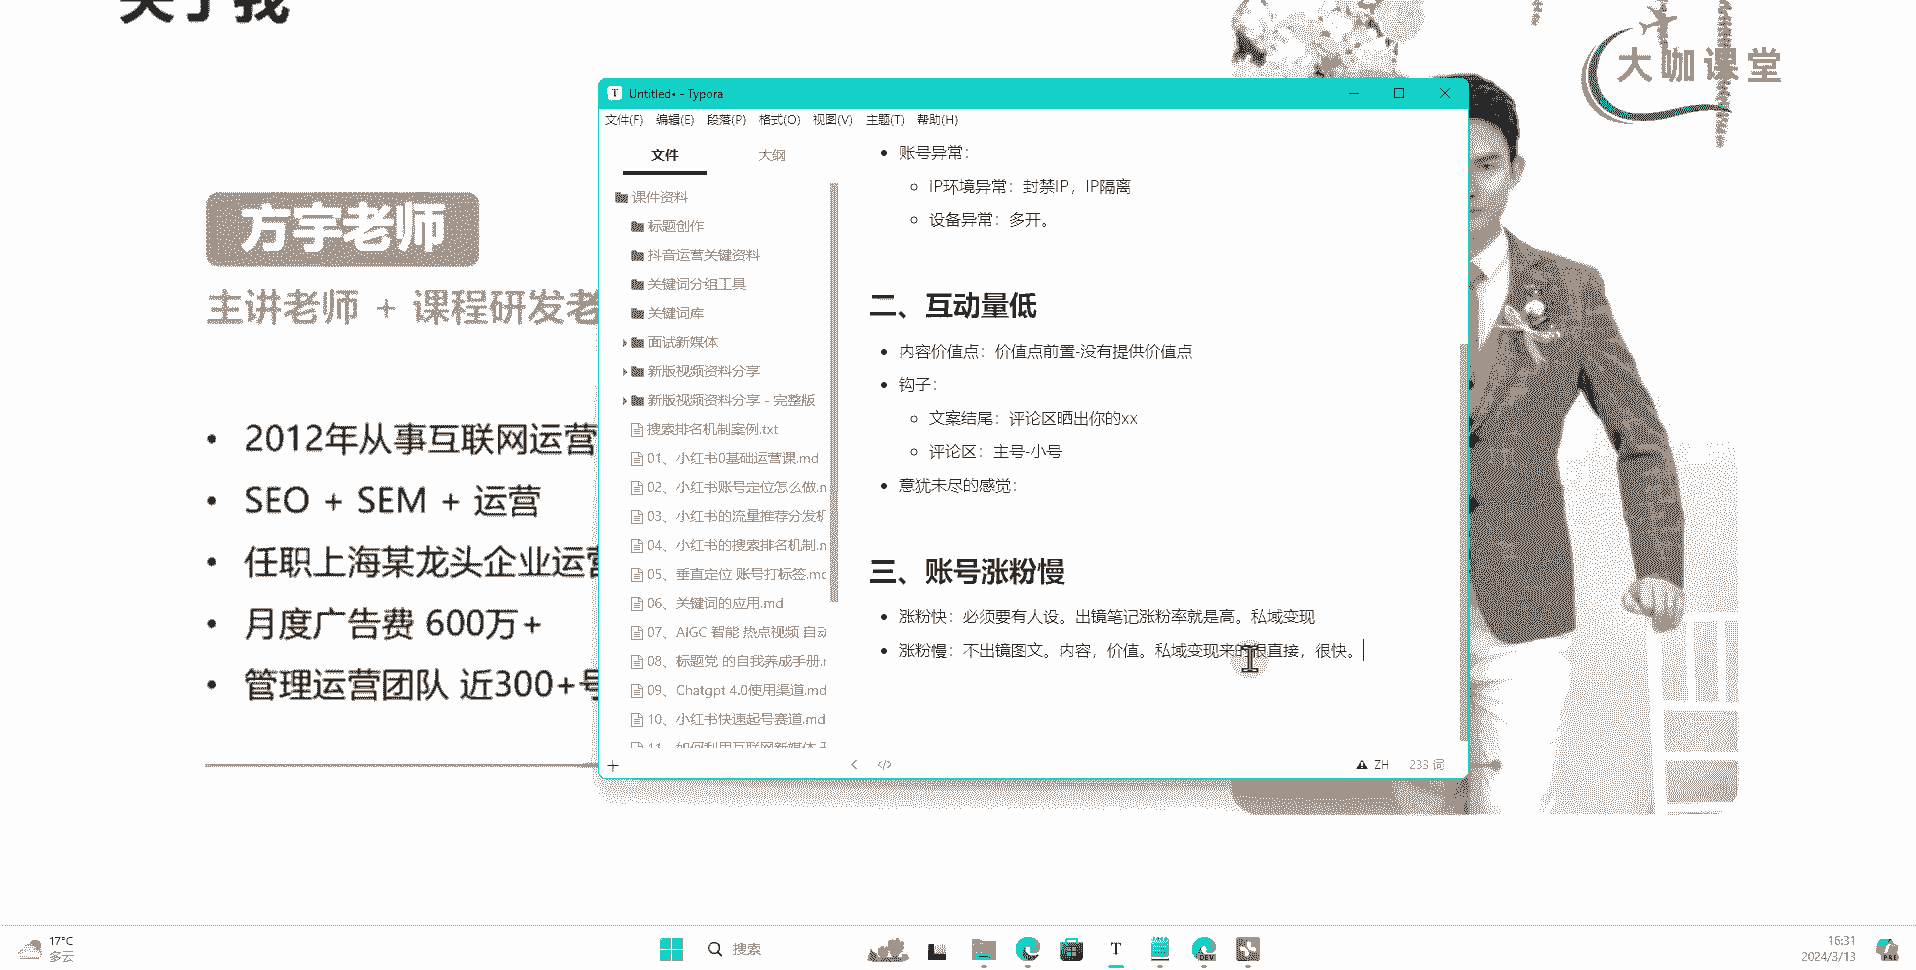 关于我
大咖课堂
方宇老师
主讲老师 + 课程研发老
• 2012年从事互联网运营
• SEO + SEM + 运营
• 任职上海某龙头企业运营
• 月度广告费 600万+
• 管理运营团队 近300+号
Untitled• - Typora
文件(F) 编辑(E) 段落(P) 格式(O) 视图(V) 主题(T) 帮助(H)
文件 大纲
课件资料
标题创作
抖音运营关键资料
关键词分组工具
关键词库
面试新媒体
新版视频资料分享
新版视频资料分享 - 完整版
搜索排名机制案例.txt
01、小红书0基础运营课.md
02、小红书账号定位怎么做.n
03、小红书的流量推荐分发机
04、小红书的搜索排名机制.n
05、垂直定位 账号打标签.mc
06、关键词的应用.md
07、AIGC 智能 热点视频 自动
08、标题党 的自我养成手册.r
09、Chatgpt 4.0使用渠道.md
10、小红书快速起号赛道.md
11、如何利用互联网新媒体
• 账号异常：
IP环境异常：封禁IP，IP隔离
设备异常：多开。
二、互动量低
• 内容价值点：价值点前置-没有提供价值点
• 钩子：
文案结尾：评论区晒出你的xx
评论区：主号-小号
• 意犹未尽的感觉：
三、账号涨粉慢
• 涨粉快：必须要有人设。出镜笔记涨粉率就是高。私域变现
• 涨粉慢：不出镜图文。内容，价值。私域变现来的很直接，很快。
ZH 233 词
17°C
多云
搜索
T
DEV
16:31
2024/3/13
PRE